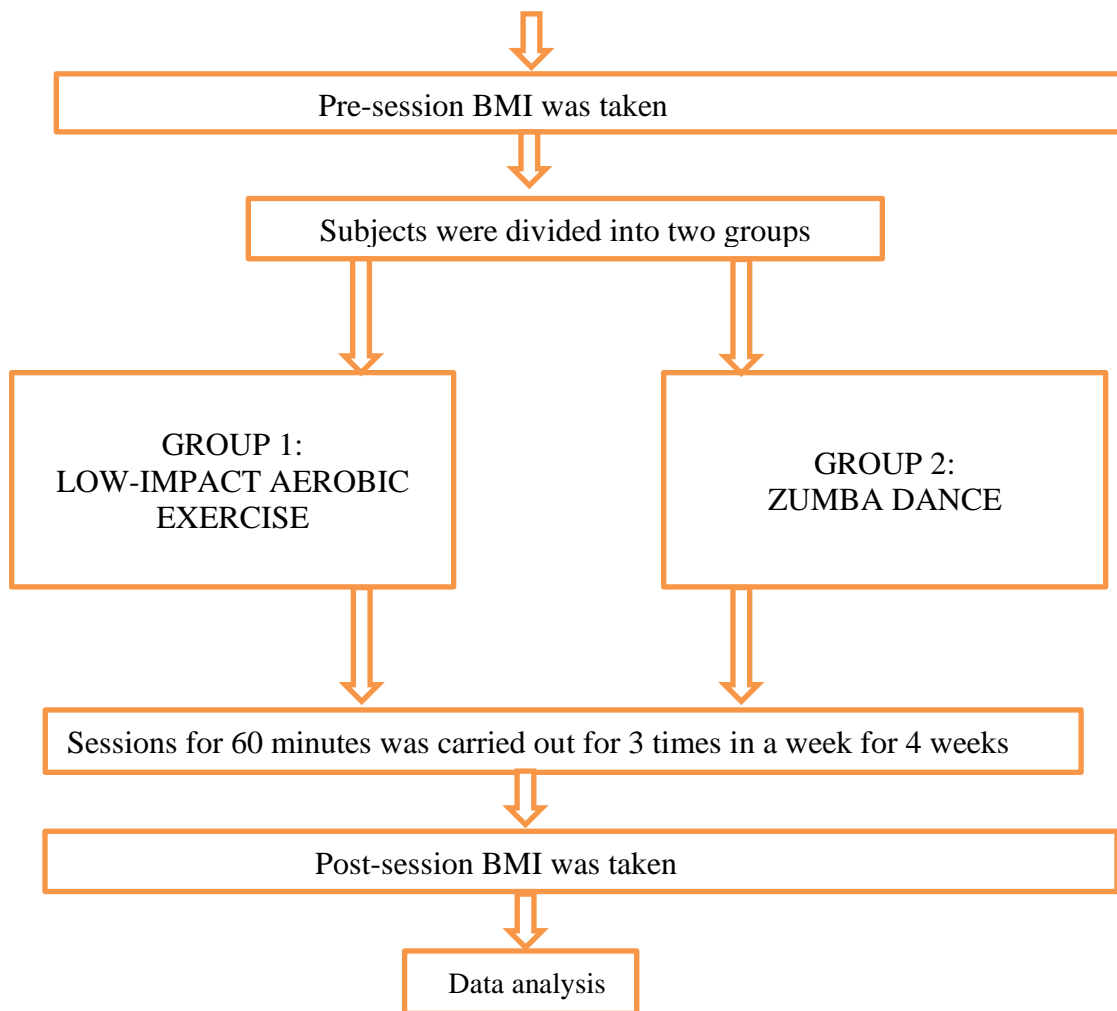 Pre-session BMI was taken
Subjects were divided into two groups
GROUP 1:
LOW-IMPACT AEROBIC
EXERCISE
GROUP 2:
ZUMBA DANCE
Sessions for 60 minutes was carried out for 3 times in a week for 4 weeks
Post-session BMI was taken
Data analysis